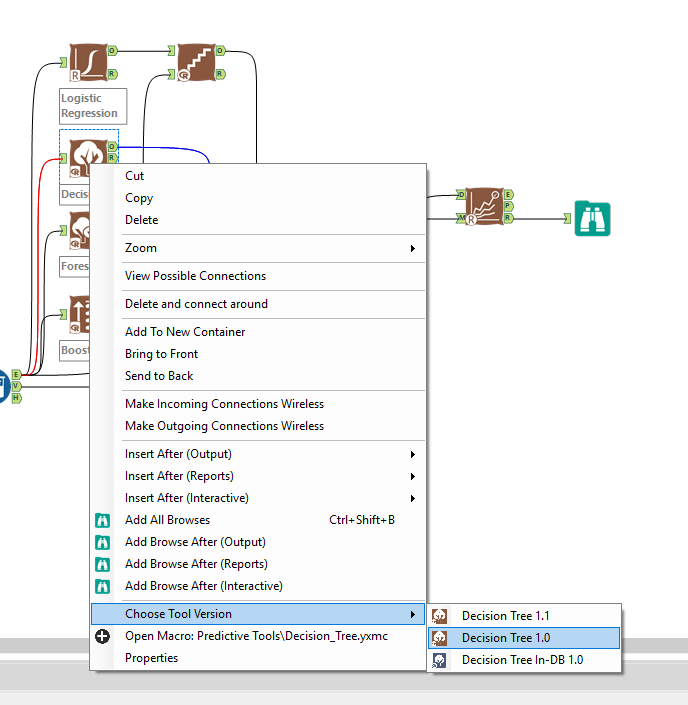 O
O
R
R
R
Logistic
Regression
O
R
Decis
Fores
Boost
E
V
H
D
M
R
E
P
R
Cut
Copy
Delete
Zoom
View Possible Connections
Delete and connect around
Add To New Container
Bring to Front
Send to Back
Make Incoming Connections Wireless
Make Outgoing Connections Wireless
Insert After (Output)
Insert After (Reports)
Insert After (Interactive)
Add All Browses Ctrl+Shift+B
Add Browse After (Output)
Add Browse After (Reports)
Add Browse After (Interactive)
Choose Tool Version
Open Macro: Predictive Tools\Decision_Tree.yxmc
Properties
Decision Tree 1.1
Decision Tree 1.0
Decision Tree In-DB 1.0